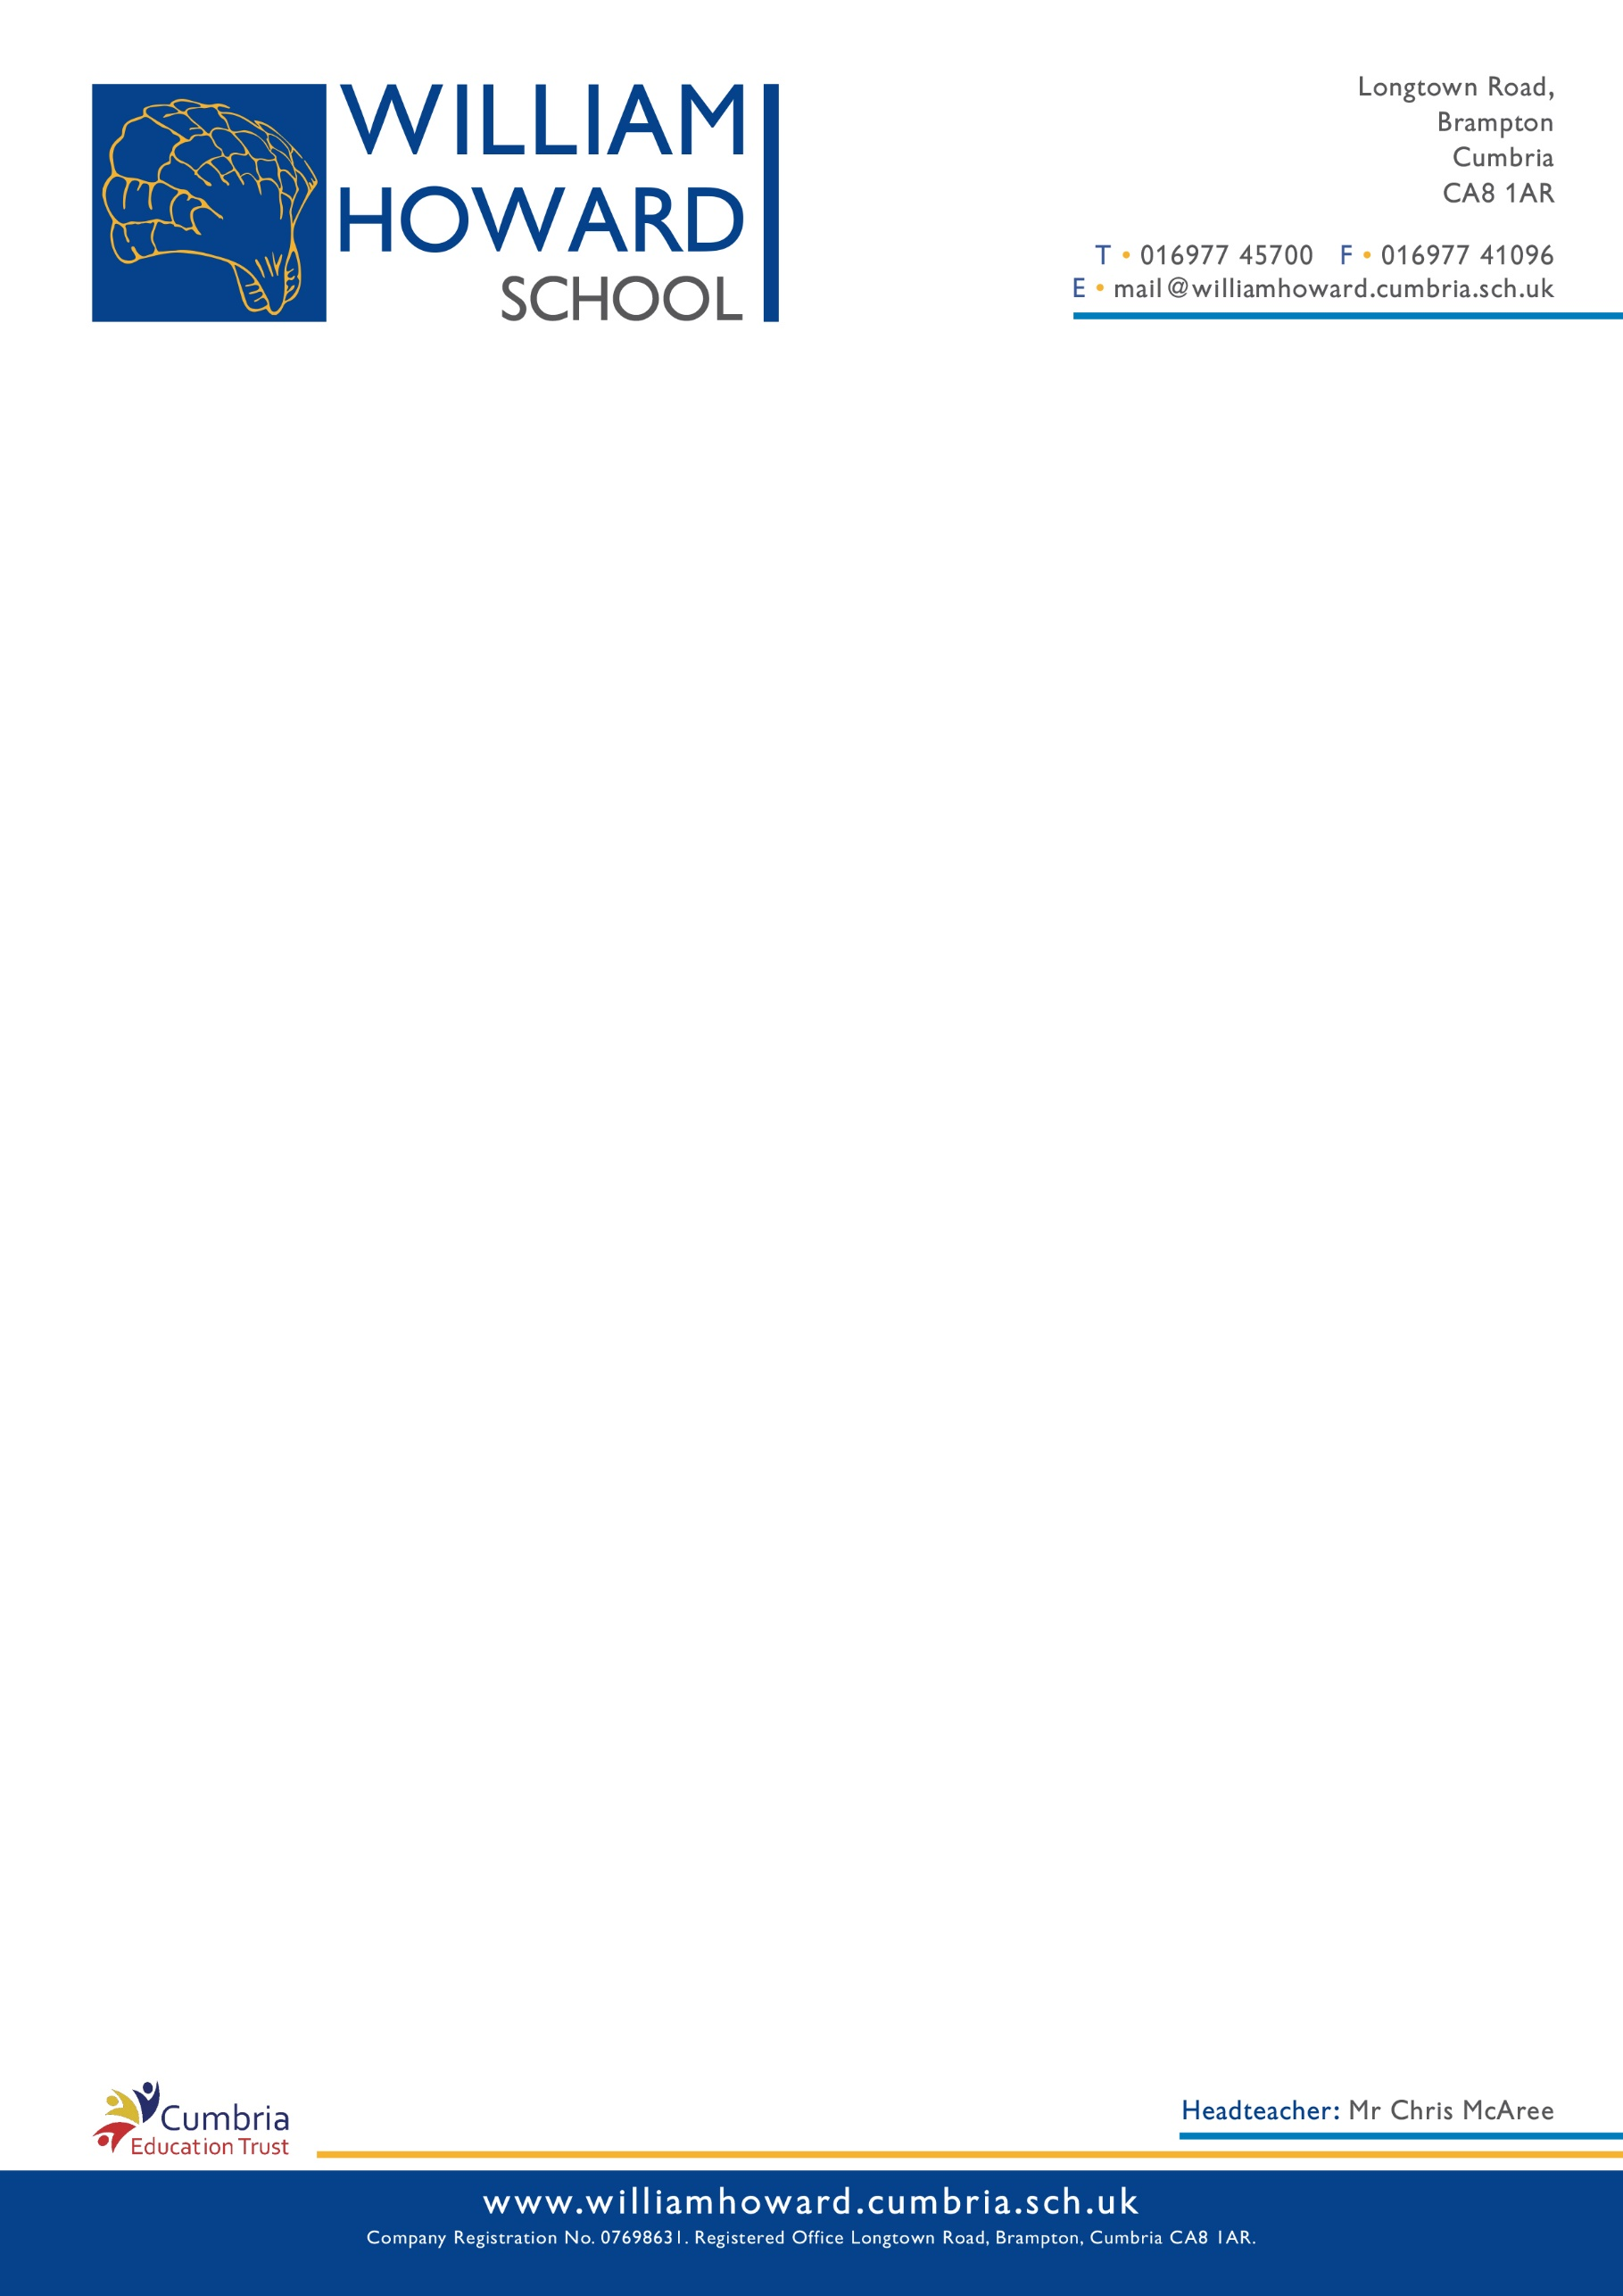 WILLIAM
HOWARD
SCHOOL
Longtown Road,
Brampton
Cumbria
CA8 1AR
T • 016977 45700 F • 016977 41096
E • mail@williamhoward.cumbria.sch.uk
Cumbria
Education Trust
Headteacher: Mr Chris McAree
www.williamhoward.cumbria.sch.uk
Company Registration No. 07698631. Registered Office Longtown Road, Brampton, Cumbria CA8 1AR.